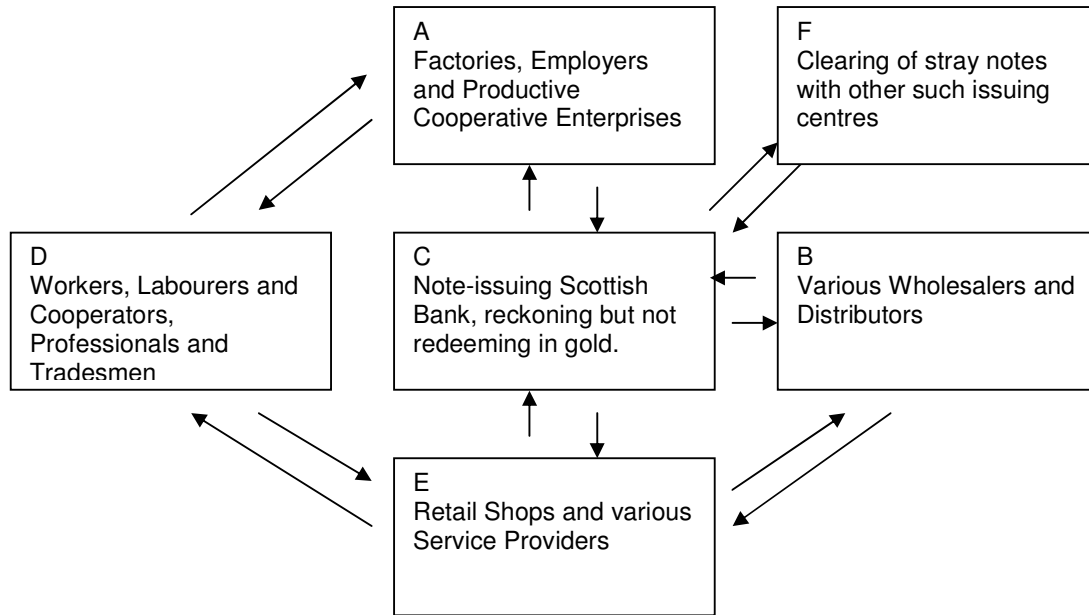 A
Factories, Employers
and Productive
Cooperative Enterprises
F
Clearing of stray notes
with other such issuing
centres
D
Workers, Labourers and
Cooperators,
Professionals and
Tradesmen
C
Note-issuing Scottish
Bank, reckoning but not
redeeming in gold.
B
Various Wholesalers and
Distributors
E
Retail Shops and various
Service Providers